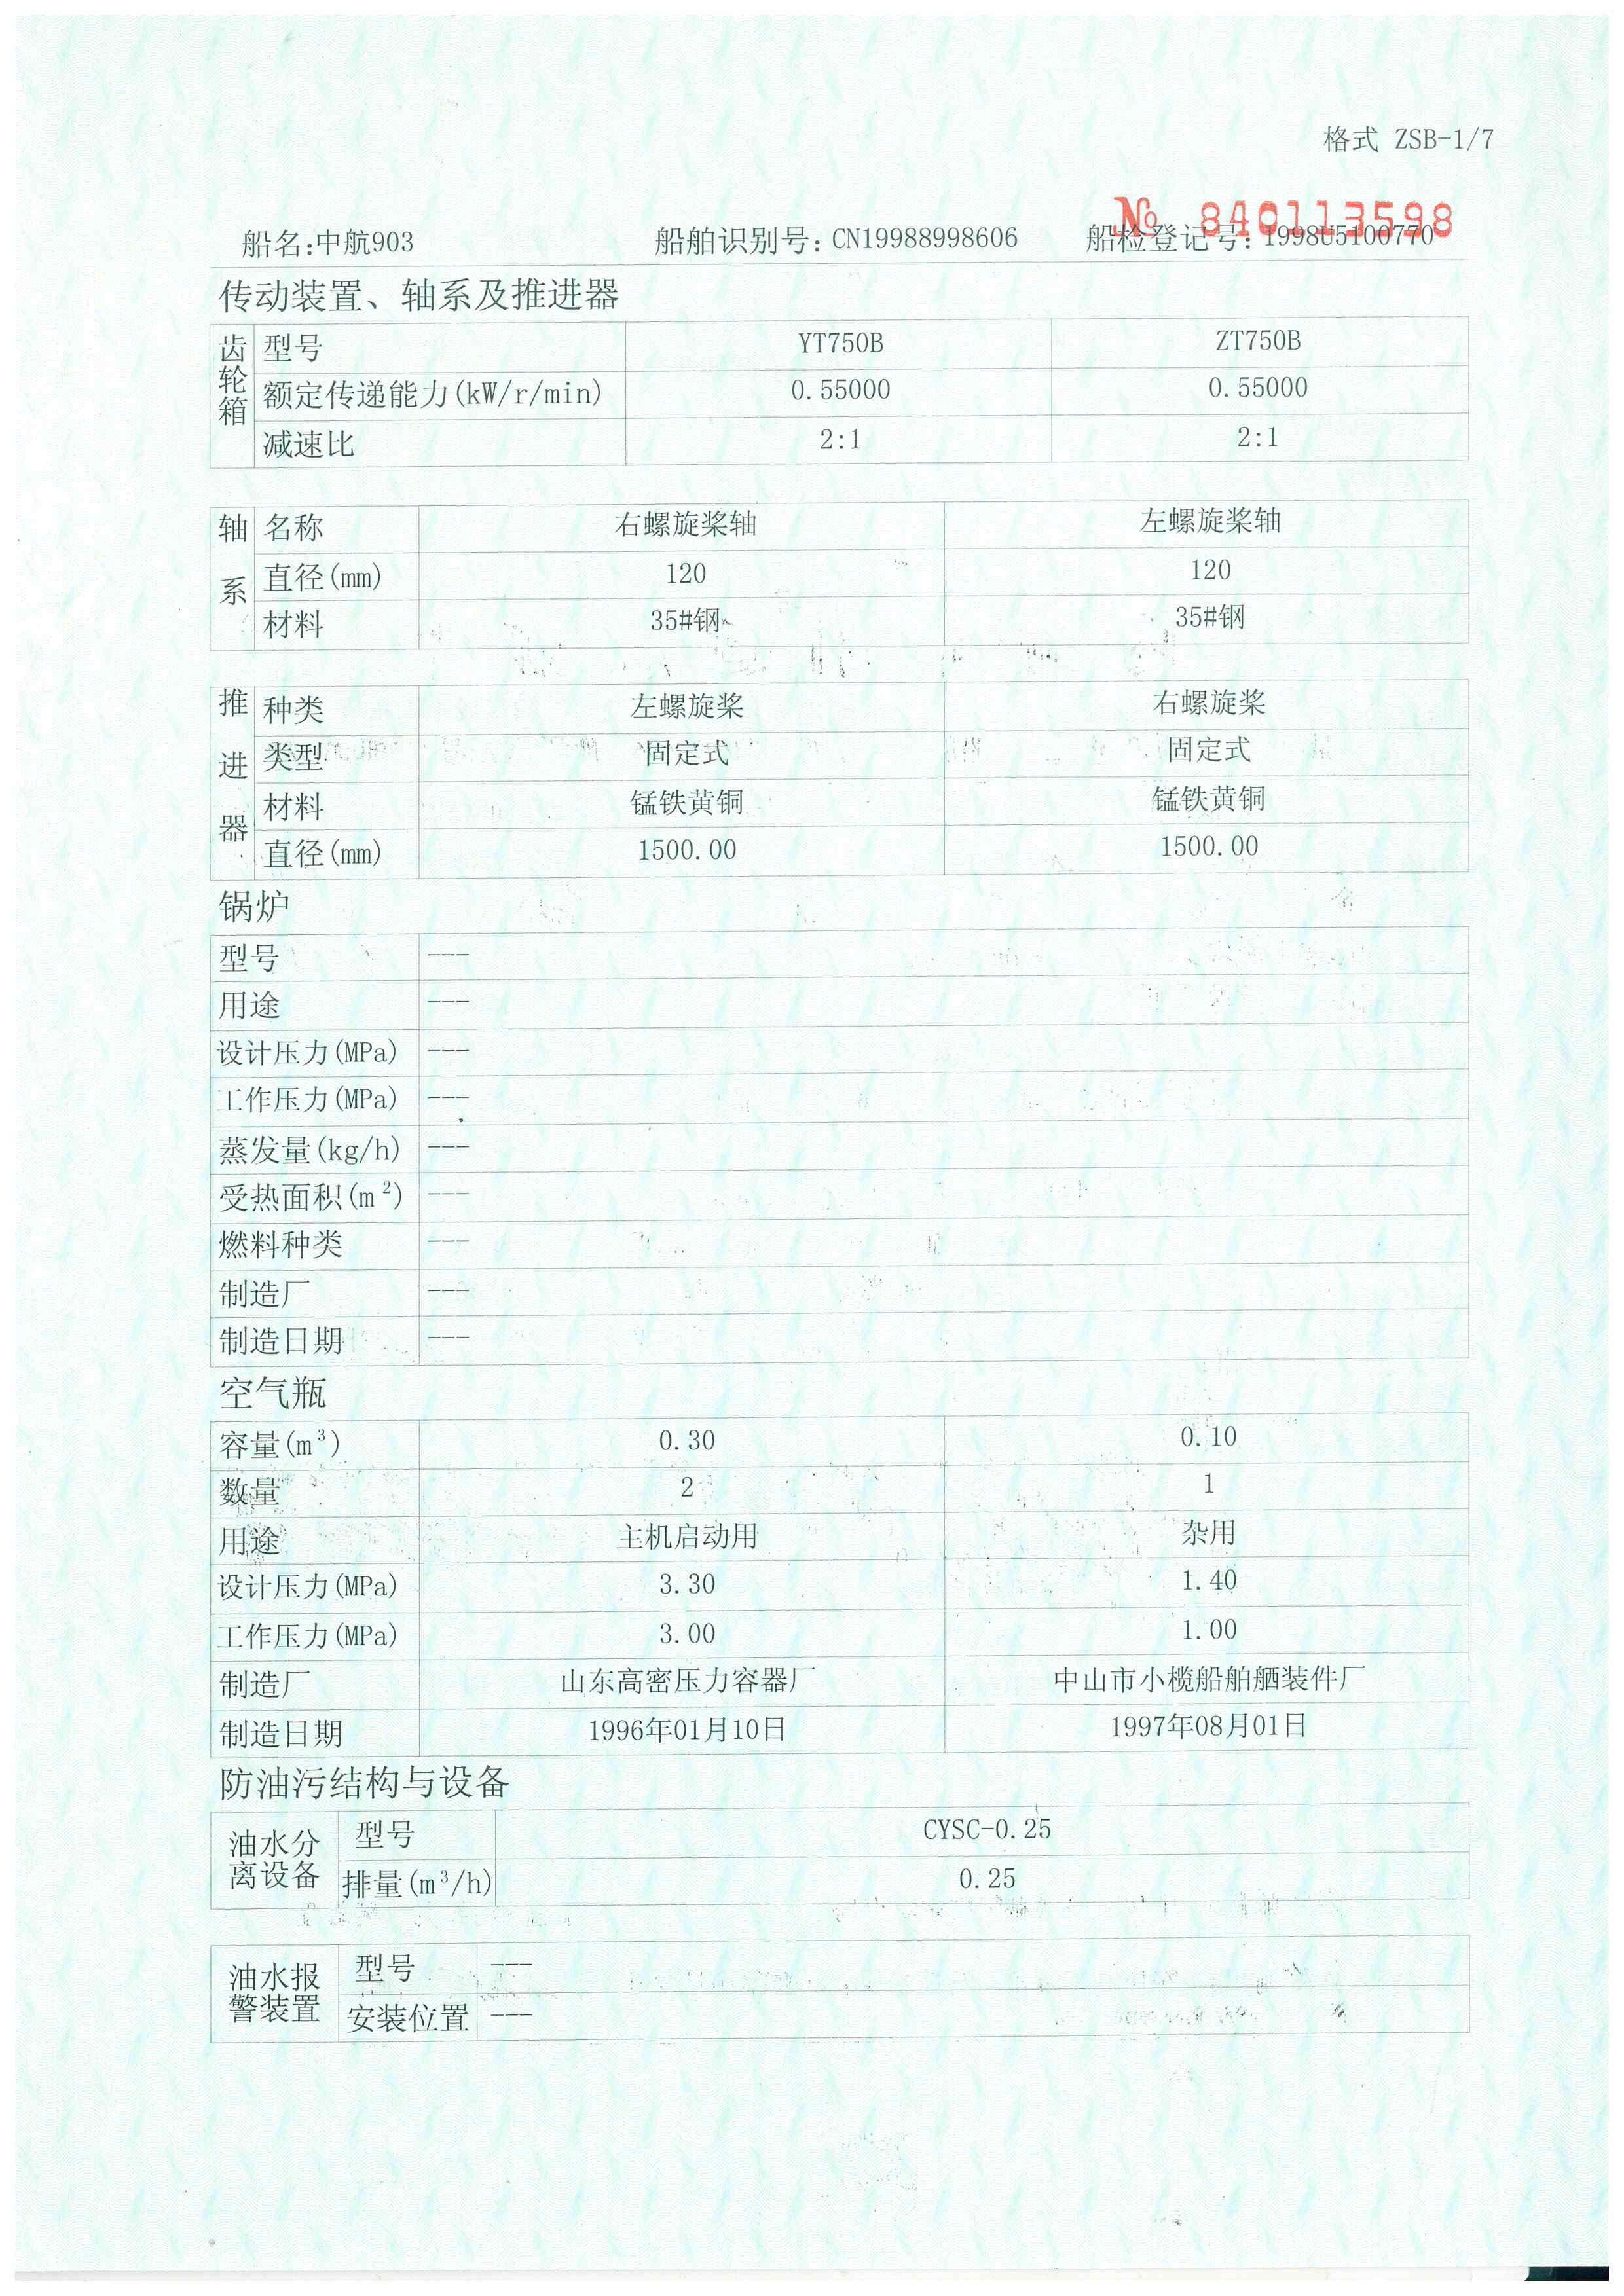 格式 ZSB-1/7
№ 840113598
船名:中航903 船舶识别号: CN19988998606 船检登记号: 1998U5100770
传动装置、轴系及推进器
齿轮箱 型号 YT750B ZT750B
额定传递能力(kW/r/min) 0.55000 0.55000
减速比 2:1 2:1
轴系 名称 右螺旋桨轴 左螺旋桨轴
直径(mm) 120 120
材料 35#钢 35#钢
推进器 种类 左螺旋桨 右螺旋桨
类型 固定式 固定式
材料 锰铁黄铜 锰铁黄铜
直径(mm) 1500.00 1500.00
锅炉
型号 ---
用途 ---
设计压力(MPa) ---
工作压力(MPa) ---
蒸发量(kg/h) ---
受热面积(m²) ---
燃料种类 ---
制造厂 ---
制造日期 ---
空气瓶
容量(m³) 0.30 0.10
数量 2 1
用途 主机启动用 杂用
设计压力(MPa) 3.30 1.40
工作压力(MPa) 3.00 1.00
制造厂 山东高密压力容器厂 中山市小榄船舶舾装件厂
制造日期 1996年01月10日 1997年08月01日
防油污结构与设备
油水分离设备 型号 CYSC-0.25
排量(m³/h) 0.25
油水报警装置 型号 ---
安装位置 ---